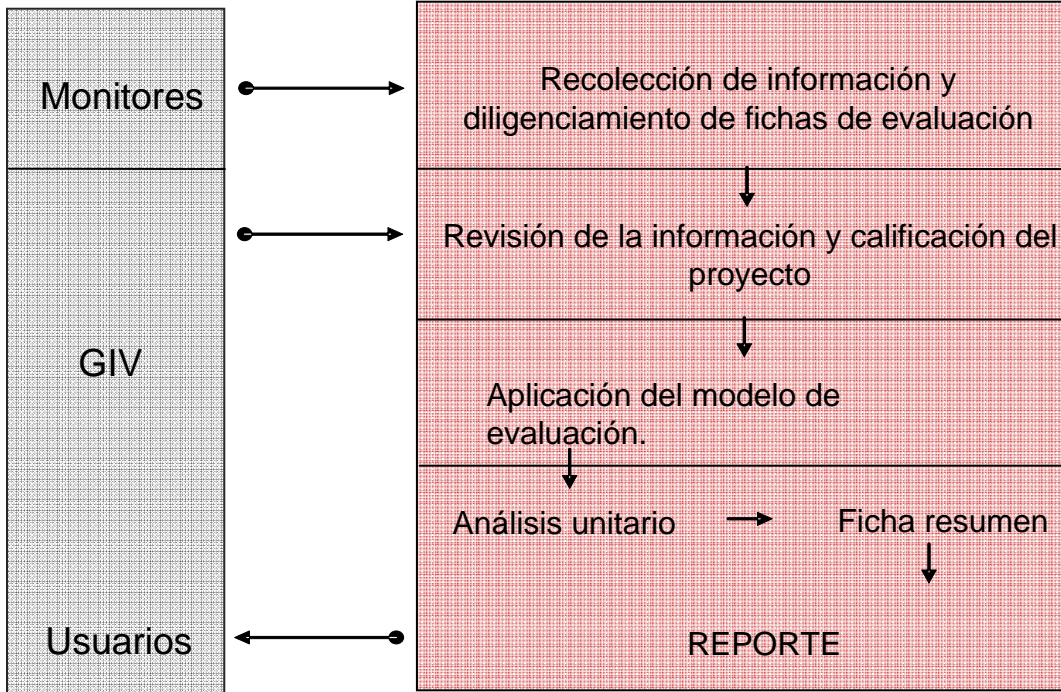 Monitores
Recolección de información y
diligenciamiento de fichas de evaluación
GIV
Revisión de la información y calificación del
proyecto
Aplicación del modelo de
evaluación.
Análisis unitario
Ficha resumen
Usuarios
REPORTE